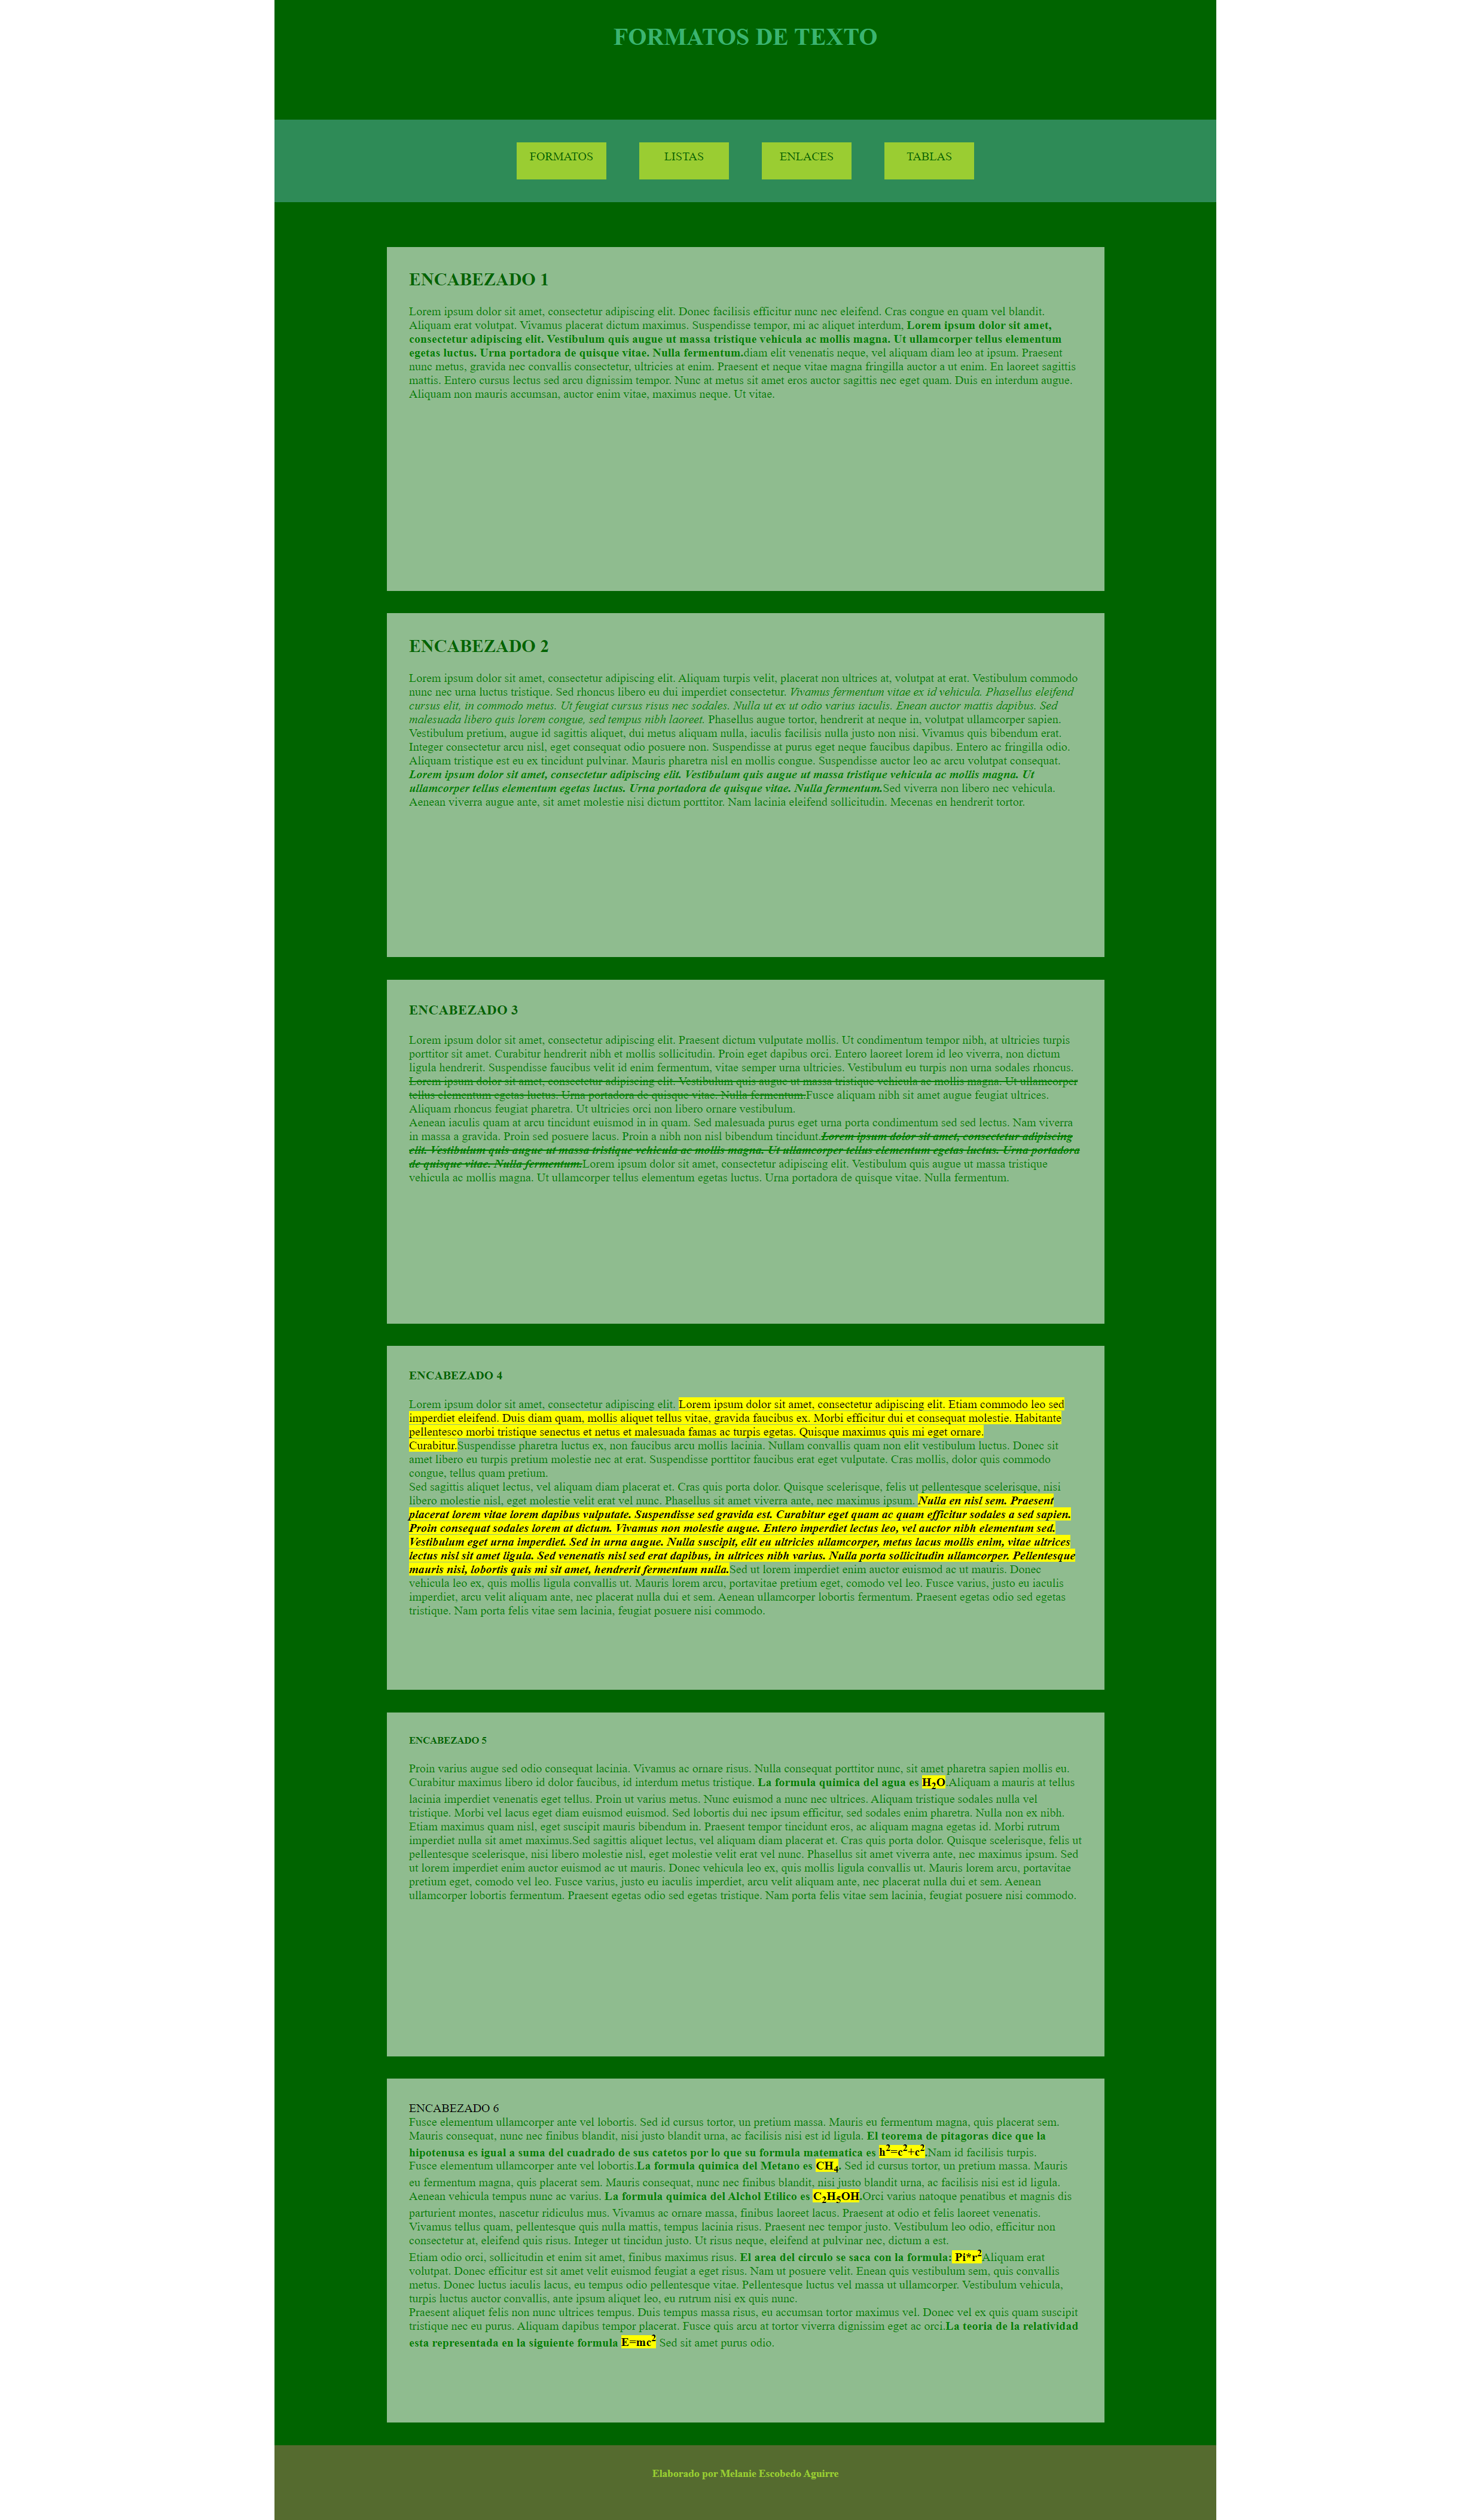 FORMATOS DE TEXTO
FORMATOS LISTAS ENLACES TABLAS
ENCABEZADO 1
Lorem ipsum dolor sit amet, consectetur adipiscing elit. Donec facilisis efficitur nunc nec eleifend. Cras congue en quam vel blandit.
Aliquam erat volutpat. Vivamus placerat dictum maximus. Suspendisse tempor, mi ac aliquet interdum, Lorem ipsum dolor sit amet,
consectetur adipiscing elit. Vestibulum quis augue ut massa tristique vehicula ac mollis magna. Ut ullamcorper tellus elementum
egetas luctus. Urna portadora de quisque vitae. Nulla fermentum.diam elit venenatis neque, vel aliquam diam leo at ipsum. Praesent
nunc metus, gravida nec convallis consectetur, ultricies at enim. Praesent et neque vitae magna fringilla auctor a ut enim. En laoreet sagittis
mattis. Entero cursus lectus sed arcu dignissim tempor. Nunc at metus sit amet eros auctor sagittis nec eget quam. Duis en interdum augue.
Aliquam non mauris accumsan, auctor enim vitae, maximus neque. Ut vitae.
ENCABEZADO 2
Lorem ipsum dolor sit amet, consectetur adipiscing elit. Aliquam turpis velit, placerat non ultrices at, volutpat at erat. Vestibulum commodo
nunc nec urna luctus tristique. Sed rhoncus libero eu dui imperdiet consectetur. Vivamus fermentum vitae ex id vehicula. Phasellus eleifend
cursus elit, in commodo metus. Ut feugiat cursus risus nec sodales. Nulla ut ex ut odio varius iaculis. Enean auctor mattis dapibus. Sed
malesuada libero quis lorem congue, sed tempus nibh laoreet. Phasellus augue tortor, hendrerit at neque in, volutpat ullamcorper sapien.
Vestibulum pretium, augue id sagittis aliquet, dui metus aliquam nulla, iaculis facilisis nulla justo non nisi. Vivamus quis bibendum erat.
Integer consectetur arcu nisl, eget consequat odio posuere non. Suspendisse at purus eget neque faucibus dapibus. Entero ac fringilla odio.
Aliquam tristique est eu ex tincidunt pulvinar. Mauris pharetra nisl en mollis congue. Suspendisse auctor leo ac arcu volutpat consequat.
Lorem ipsum dolor sit amet, consectetur adipiscing elit. Vestibulum quis augue ut massa tristique vehicula ac mollis magna. Ut
ullamcorper tellus elementum egetas luctus. Urna portadora de quisque vitae. Nulla fermentum.Sed viverra non libero nec vehicula.
Aenean viverra augue ante, sit amet molestie nisi dictum porttitor. Nam lacinia eleifend sollicitudin. Mecenas en hendrerit tortor.
ENCABEZADO 3
Lorem ipsum dolor sit amet, consectetur adipiscing elit. Praesent dictum vulputate mollis. Ut condimentum tempor nibh, at ultricies turpis
porttitor sit amet. Curabitur hendrerit nibh et mollis sollicitudin. Proin eget dapibus orci. Entero laoreet lorem id leo viverra, non dictum
ligula hendrerit. Suspendisse faucibus velit id enim fermentum, vitae semper urna ultricies. Vestibulum eu turpis non urna sodales rhoncus.
Lorem ipsum dolor sit amet, consectetur adipiscing elit. Vestibulum quis augue ut massa tristique vehicula ac mollis magna. Ut ullamcorper
tellus elementum egetas luctus. Urna portadora de quisque vitae. Nulla fermentum.Fusce aliquam nibh sit amet augue feugiat ultrices.
Aliquam rhoncus feugiat pharetra. Ut ultricies orci non libero ornare vestibulum.
Aenean iaculis quam at arcu tincidunt euismod in in quam. Sed malesuada purus eget urna porta condimentum sed sed lectus. Nam viverra
in massa a gravida. Proin sed posuere lacus. Proin a nibh non nisl bibendum tincidunt.Lorem ipsum dolor sit amet, consectetur adipiscing
elit. Vestibulum quis augue ut massa tristique vehicula ac mollis magna. Ut ullamcorper tellus elementum egetas luctus. Urna portadora
de quisque vitae. Nulla fermentum.Lorem ipsum dolor sit amet, consectetur adipiscing elit. Vestibulum quis augue ut massa tristique
vehicula ac mollis magna. Ut ullamcorper tellus elementum egetas luctus. Urna portadora de quisque vitae. Nulla fermentum.
ENCABEZADO 4
Lorem ipsum dolor sit amet, consectetur adipiscing elit. Lorem ipsum dolor sit amet, consectetur adipiscing elit. Etiam commodo leo sed
imperdiet eleifend. Duis diam quam, mollis aliquet tellus vitae, gravida faucibus ex. Morbi efficitur dui et consequat molestie. Habitante
pellentesco morbi tristique senectus et netus et malesuada famas ac turpis egetas. Quisque maximus quis mi eget ornare.
Curabitur.Suspendisse pharetra luctus ex, non faucibus arcu mollis lacinia. Nullam convallis quam non elit vestibulum luctus. Donec sit
amet libero eu turpis pretium molestie nec at erat. Suspendisse porttitor faucibus erat eget vulputate. Cras mollis, dolor quis commodo
congue, tellus quam pretium.
Sed sagittis aliquet lectus, vel aliquam diam placerat et. Cras quis porta dolor. Quisque scelerisque, felis ut pellentesque scelerisque, nisi
libero molestie nisl, eget molestie velit erat vel nunc. Phasellus sit amet viverra ante, nec maximus ipsum. Nulla en nisl sem. Praesent
placerat lorem vitae lorem dapibus vulputate. Suspendisse sed gravida est. Curabitur eget quam ac quam efficitur sodales a sed sapien.
Proin consequat sodales lorem at dictum. Vivamus non molestie augue. Entero imperdiet lectus leo, vel auctor nibh elementum sed.
Vestibulum eget urna imperdiet. Sed in urna augue. Nulla suscipit, elit eu ultricies ullamcorper, metus lacus mollis enim, vitae ultrices
lectus nisl sit amet ligula. Sed venenatis nisl sed erat dapibus, in ultrices nibh varius. Nulla porta sollicitudin ullamcorper. Pellentesque
mauris nisi, lobortis quis mi sit amet, hendrerit fermentum nulla.Sed ut lorem imperdiet enim auctor euismod ac ut mauris. Donec
vehicula leo ex, quis mollis ligula convallis ut. Mauris lorem arcu, portavitae pretium eget, comodo vel leo. Fusce varius, justo eu iaculis
imperdiet, arcu velit aliquam ante, nec placerat nulla dui et sem. Aenean ullamcorper lobortis fermentum. Praesent egetas odio sed egetas
tristique. Nam porta felis vitae sem lacinia, feugiat posuere nisi commodo.
ENCABEZADO 5
Proin varius augue sed odio consequat lacinia. Vivamus ac ornare risus. Nulla consequat porttitor nunc, sit amet pharetra sapien mollis eu.
Curabitur maximus libero id dolor faucibus, id interdum metus tristique. La formula quimica del agua es H₂O.Aliquam a mauris at tellus
lacinia imperdiet venenatis eget tellus. Proin ut varius metus. Nunc euismod a nunc nec ultrices. Aliquam tristique sodales nulla vel
tristique. Morbi vel lacus eget diam euismod euismod. Sed lobortis dui nec ipsum efficitur, sed sodales enim pharetra. Nulla non ex nibh.
Etiam maximus quam nisl, eget suscipit mauris bibendum in. Praesent tempor tincidunt eros, ac aliquam magna egetas id. Morbi rutrum
imperdiet nulla sit amet maximus.Sed sagittis aliquet lectus, vel aliquam diam placerat et. Cras quis porta dolor. Quisque scelerisque, felis ut
pellentesque scelerisque, nisi libero molestie nisl, eget molestie velit erat vel nunc. Phasellus sit amet viverra ante, nec maximus ipsum. Sed
ut lorem imperdiet enim auctor euismod ac ut mauris. Donec vehicula leo ex, quis mollis ligula convallis ut. Mauris lorem arcu, portavitae
pretium eget, comodo vel leo. Fusce varius, justo eu iaculis imperdiet, arcu velit aliquam ante, nec placerat nulla dui et sem. Aenean
ullamcorper lobortis fermentum. Praesent egetas odio sed egetas tristique. Nam porta felis vitae sem lacinia, feugiat posuere nisi commodo.
ENCABEZADO 6
Fusce elementum ullamcorper ante vel lobortis. Sed id cursus tortor, un pretium massa. Mauris eu fermentum magna, quis placerat sem.
Mauris consequat, nunc nec finibus blandit, nisi justo blandit urna, ac facilisis nisi est id ligula. El teorema de pitagoras dice que la
hipotenusa es igual a suma del cuadrado de sus catetos por lo que su formula matematica es h²=c²+c².Nam id facilisis turpis.
Fusce elementum ullamcorper ante vel lobortis.La formula quimica del Metano es CH₄. Sed id cursus tortor, un pretium massa. Mauris
eu fermentum magna, quis placerat sem. Mauris consequat, nunc nec finibus blandit, nisi justo blandit urna, ac facilisis nisi est id ligula.
Aenean vehicula tempus nunc ac varius. La formula quimica del Alchol Etilico es C₂H₅OH.Orci varius natoque penatibus et magnis dis
parturient montes, nascetur ridiculus mus. Vivamus ac ornare massa, finibus laoreet lacus. Praesent at odio et felis laoreet venenatis.
Vivamus tellus quam, pellentesque quis nulla mattis, tempus lacinia risus. Praesent nec tempor justo. Vestibulum leo odio, efficitur non
consectetur at, eleifend quis risus. Integer ut tincidun justo. Ut risus neque, eleifend at pulvinar nec, dictum a est.
Etiam odio orci, sollicitudin et enim sit amet, finibus maximus risus. El area del circulo se saca con la formula: Pi*r²Aliquam erat
volutpat. Donec efficitur est sit amet velit euismod feugiat a eget risus. Nam ut posuere velit. Enean quis vestibulum sem, quis convallis
metus. Donec luctus iaculis lacus, eu tempus odio pellentesque vitae. Pellentesque luctus vel massa ut ullamcorper. Vestibulum vehicula,
turpis luctus auctor convallis, ante ipsum aliquet leo, eu rutrum nisi ex quis nunc.
Praesent aliquet felis non nunc ultrices tempus. Duis tempus massa risus, eu accumsan tortor maximus vel. Donec vel ex quis quam suscipit
tristique nec eu purus. Aliquam dapibus tempor placerat. Fusce quis arcu at tortor viverra dignissim eget ac orci.La teoria de la relatividad
esta representada en la siguiente formula E=mc² Sed sit amet purus odio.
Elaborado por Melanie Escobedo Aguirre